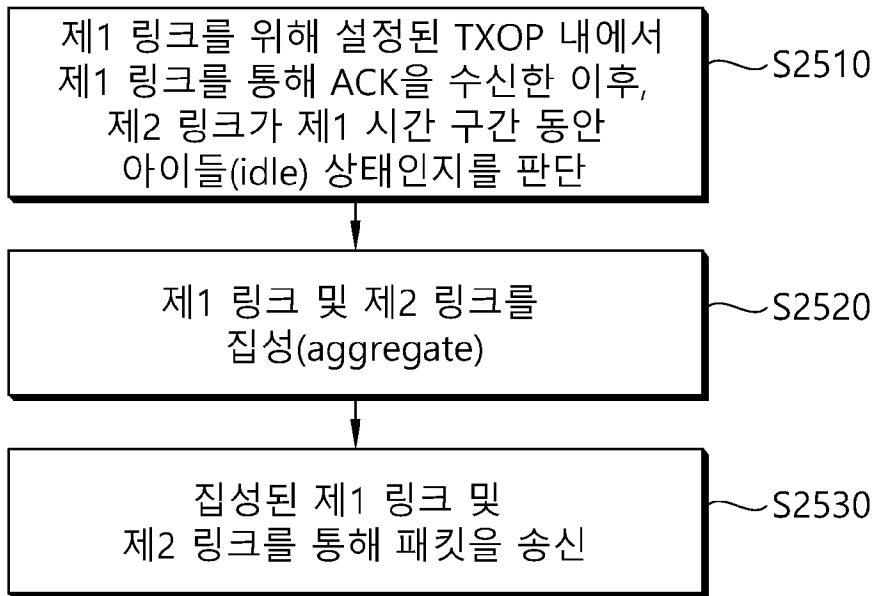 제1 링크를 위해 설정된 TXOP 내에서
제1 링크를 통해 ACK을 수신한 이후,
제2 링크가 제1 시간 구간 동안
아이들(idle) 상태인지를 판단
S2510
제1 링크 및 제2 링크를
집성(aggregate)
S2520
집성된 제1 링크 및
제2 링크를 통해 패킷을 송신
S2530